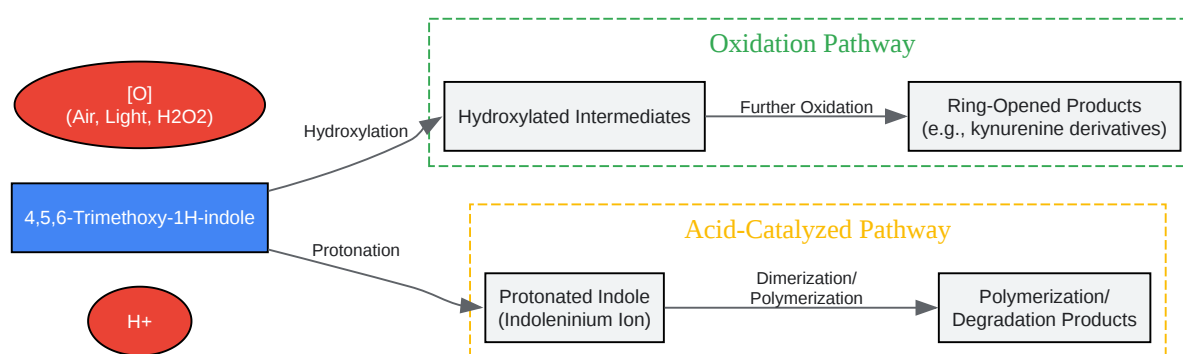 Oxidation Pathway
[O]
(Air, Light, H2O2)
Hydroxylation
Hydroxylated Intermediates
Further Oxidation
Ring-Opened Products
(e.g., kynurenine derivatives)
4,5,6-Trimethoxy-1H-indole
Acid-Catalyzed Pathway
Protonation
Protonated Indole
(Indoleninium Ion)
Dimerization/
Polymerization
Polymerization/
Degradation Products
H+